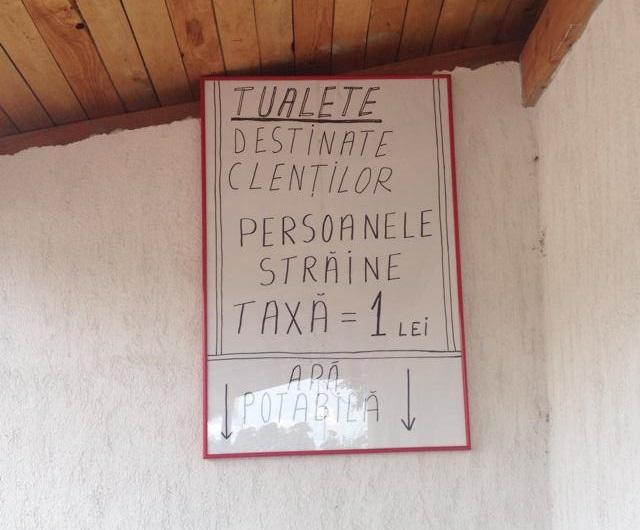 TUALETE
DESTINATE
CLENȚILOR
PERSOANELE
STRĂINE
TAXĂ = 1 LEI
APĂ
POTABILĂ